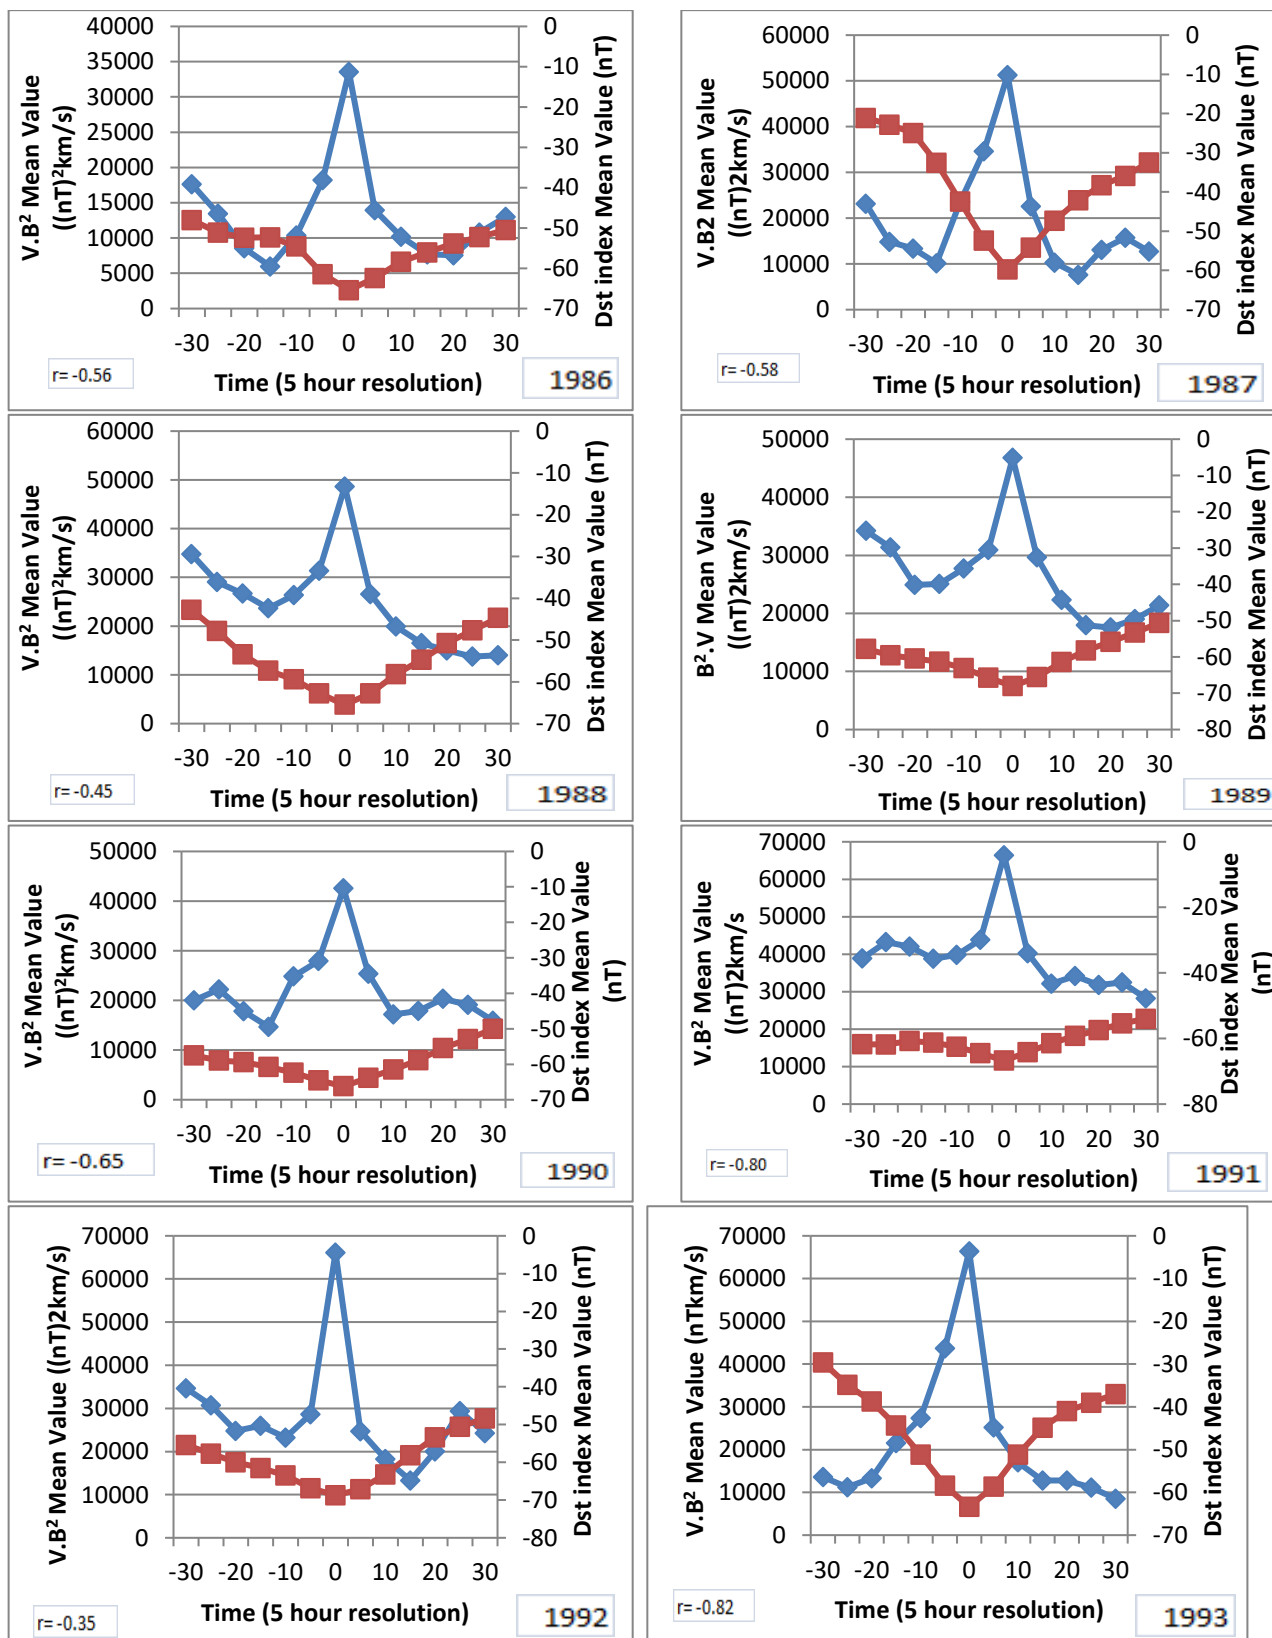 40000
35000
30000
25000
20000
15000
10000
5000
0
V.B² Mean Value
((nT)²km/s)
0
-10
-20
-30
-40
-50
-60
-70
Dst index Mean Value (nT)
-30 -20 -10 0 10 20 30
r= -0.56
Time (5 hour resolution)
1986
60000
50000
40000
30000
20000
10000
0
V.B2 Mean Value
((nT)2km/s)
0
-10
-20
-30
-40
-50
-60
-70
Dst index Mean Value (nT)
-30 -20 -10 0 10 20 30
r= -0.58
Time (5 hour resolution)
1987
60000
50000
40000
30000
20000
10000
0
V.B² Mean Value
((nT)²km/s)
0
-10
-20
-30
-40
-50
-60
-70
Dst index Mean Value (nT)
-30 -20 -10 0 10 20 30
r= -0.45
Time (5 hour resolution)
1988
50000
40000
30000
20000
10000
0
B².V Mean Value
((nT)2km/s)
0
-10
-20
-30
-40
-50
-60
-70
-80
Dst index Mean Value (nT)
-30 -20 -10 0 10 20 30
Time (5 hour resolution)
1989
50000
40000
30000
20000
10000
0
V.B² Mean Value
((nT)²km/s)
0
-10
-20
-30
-40
-50
-60
-70
Dst index Mean Value
(nT)
-30 -20 -10 0 10 20 30
r= -0.65
Time (5 hour resolution)
1990
70000
60000
50000
40000
30000
20000
10000
0
V.B² Mean Value
((nT)2km/s
0
-20
-40
-60
-80
Dst index Mean Value
(nT)
-30 -20 -10 0 10 20 30
r= -0.80
Time (5 hour resolution)
1991
70000
60000
50000
40000
30000
20000
10000
0
V.B² Mean Value ((nT)2km/s)
0
-10
-20
-30
-40
-50
-60
-70
-80
Dst index Mean Value (nT)
-30 -20 -10 0 10 20 30
r= -0.35
Time (5 hour resolution)
1992
70000
60000
50000
40000
30000
20000
10000
0
V.B² Mean Value (nTkm/s)
0
-10
-20
-30
-40
-50
-60
-70
Dst index Mean Value (nT)
-30 -20 -10 0 10 20 30
r= -0.82
Time (5 hour resolution)
1993